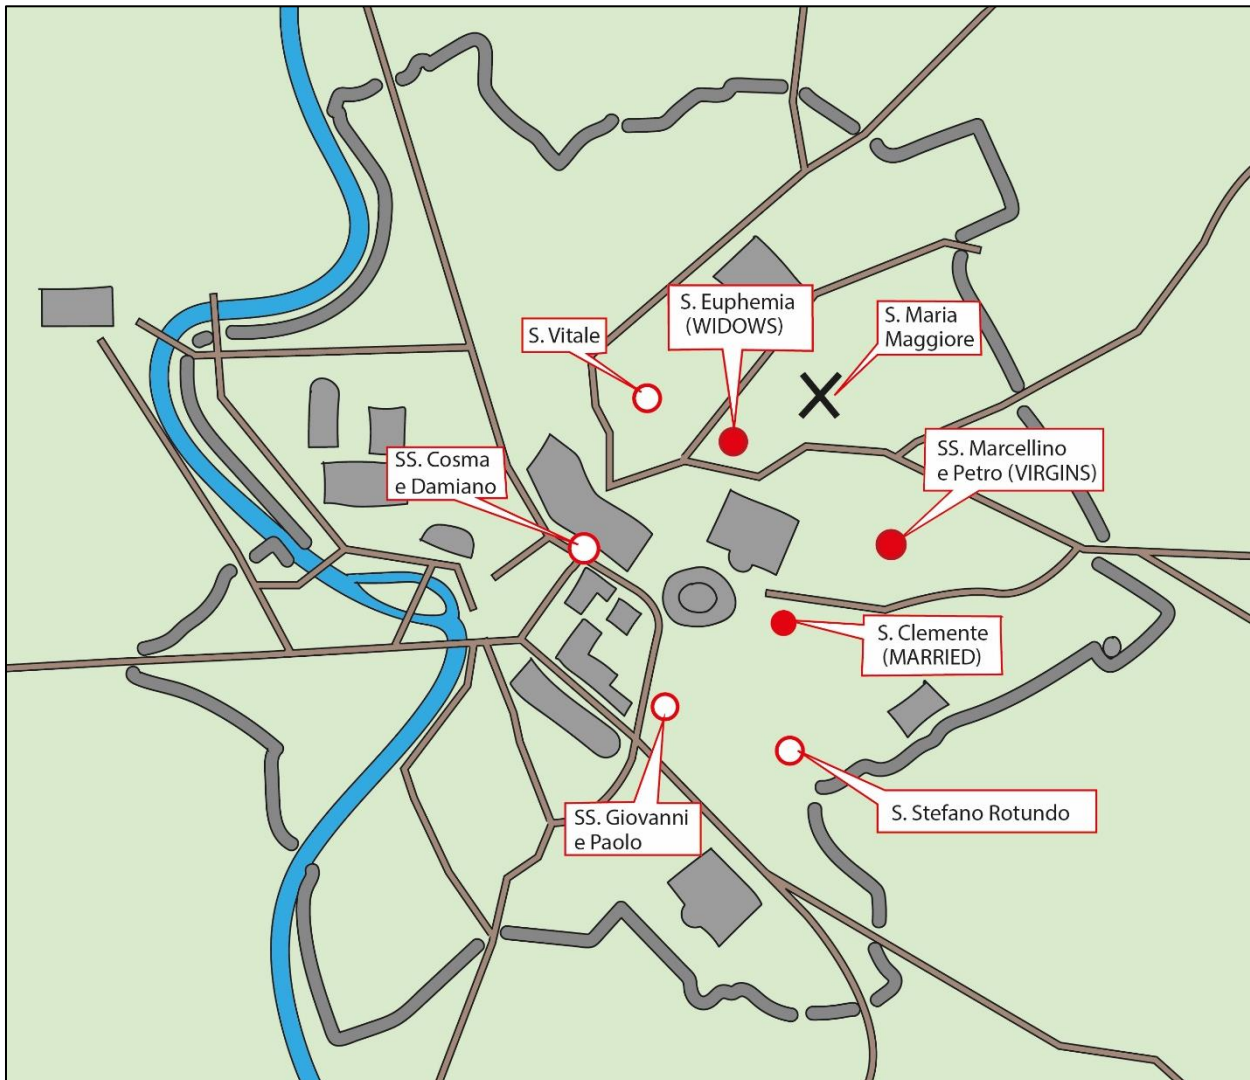 S. Euphemia
(WIDOWS)
S. Maria
Maggiore
S. Vitale
SS. Cosma
e Damiano
SS. Marcellino
e Petro (VIRGINS)
S. Clemente
(MARRIED)
SS. Giovanni
e Paolo
S. Stefano Rotundo